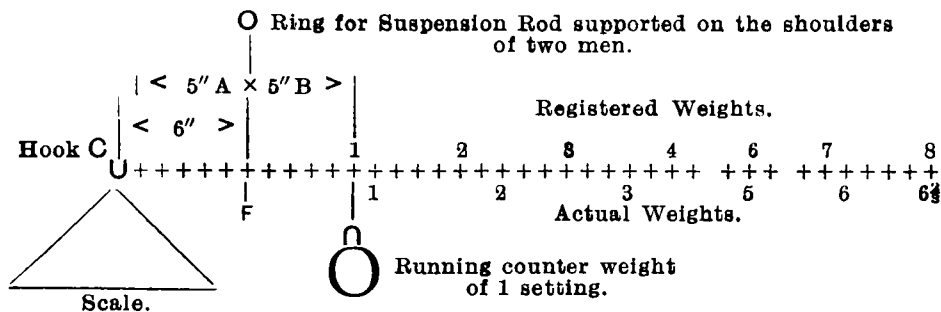 O Ring for Suspension Rod supported on the shoulders
of two men.
| < 5" A × 5" B > |
< 6" >
Registered Weights.
Hook C
1 2 3 4 6 7 8
U + + + + + + + + + + + + + + + + + + + + + + + + + + + + + + + + + + + + +
F 1 2 3 5 6
Actual Weights.
Running counter weight
of 1 setting.
Scale.